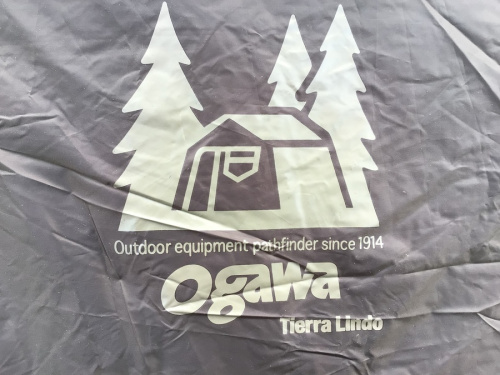 Outdoor equipment pathfinder since 1914
Ogawa
Tierra Lindo